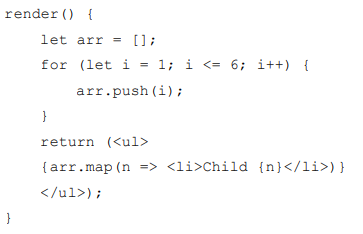 render() {
    let arr = [];
    for (let i = 1; i <= 6; i++) {
        arr.push(i);
    }
    return (<ul>
    {arr.map(n => <li>Child {n}</li>)}
    </ul>);
}